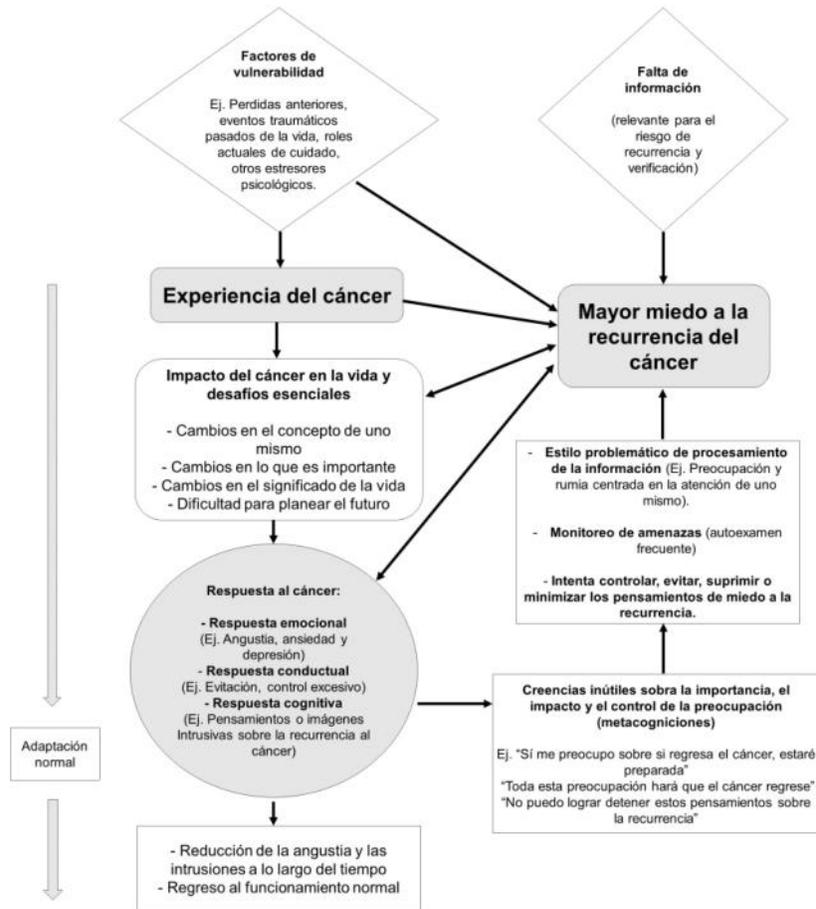 Factores de
vulnerabilidad
Ej. Perdidas anteriores,
eventos traumáticos
pasados de la vida, roles
actuales de cuidado,
otros estresores
psicológicos.
Falta de
información
(relevante para el
riesgo de
recurrencia y
verificación)
Experiencia del cáncer
Mayor miedo a la
recurrencia del
cáncer
Impacto del cáncer en la vida y
desafíos esenciales
- Cambios en el concepto de uno
mismo
- Cambios en lo que es importante
- Cambios en el significado de la vida
- Dificultad para planear el futuro
- Estilo problemático de procesamiento
de la información (Ej. Preocupación y
rumia centrada en la atención de uno
mismo).
- Monitoreo de amenazas (autoexamen
frecuente)
- Intenta controlar, evitar, suprimir o
minimizar los pensamientos de miedo a la
recurrencia.
Respuesta al cáncer:
- Respuesta emocional
(Ej. Angustia, ansiedad y
depresión)
- Respuesta conductual
(Ej. Evitación, control excesivo)
- Respuesta cognitiva
(Ej. Pensamientos o imágenes
Intrusivas sobre la recurrencia al
cáncer)
Creencias inútiles sobre la importancia, el
impacto y el control de la preocupación
(metacogniciones)
Ej. “Sí me preocupo sobre si regresa el cáncer, estaré
preparada”
“Toda esta preocupación hará que el cáncer regrese”
“No puedo lograr detener estos pensamientos sobre
la recurrencia”
Adaptación
normal
- Reducción de la angustia y las
intrusiones a lo largo del tiempo
- Regreso al funcionamiento normal